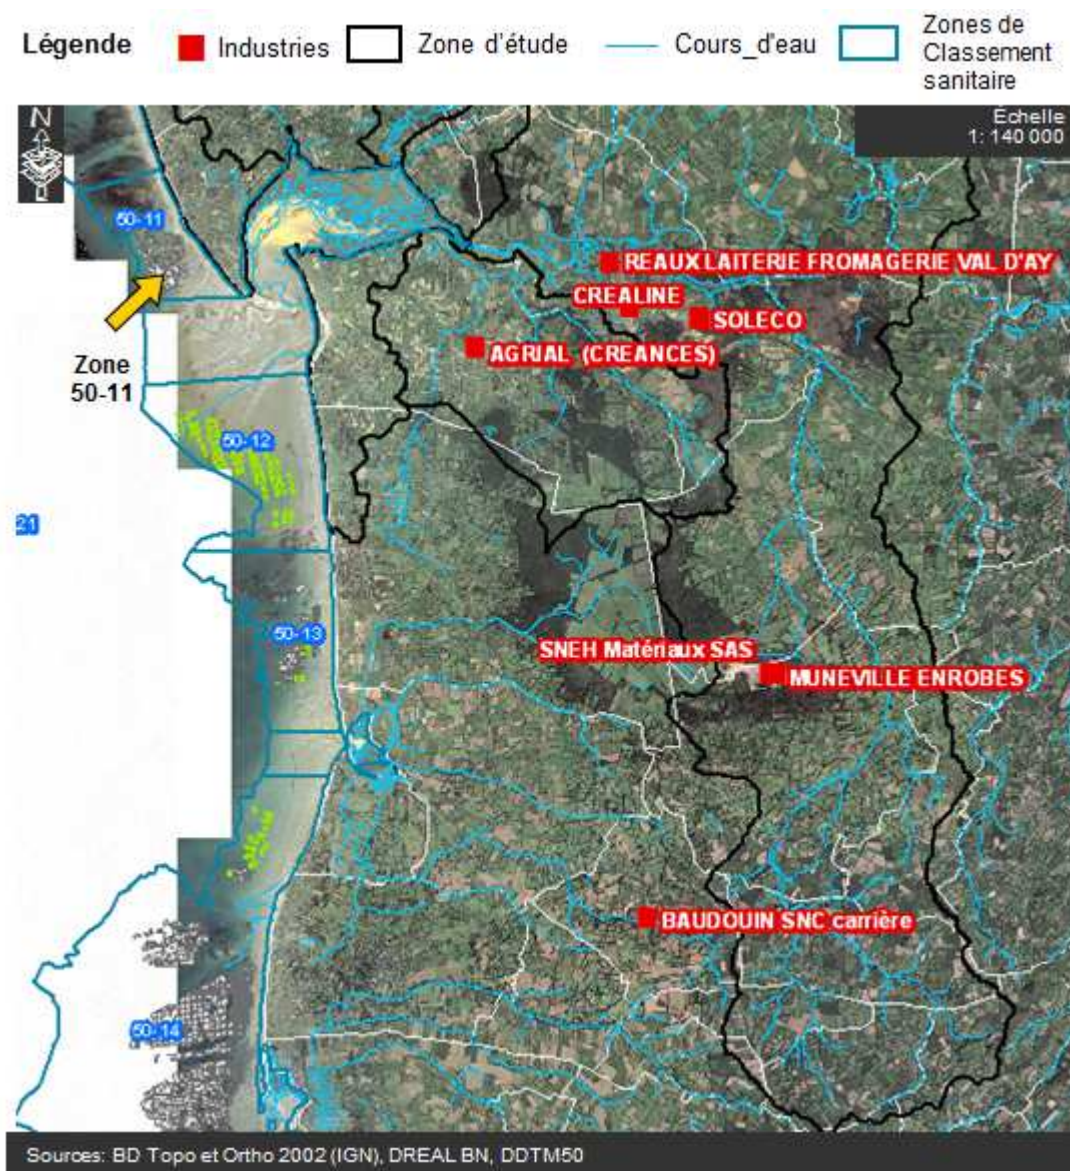 Légende
Industries
Zone d'étude
Cours_d'eau
Zones de
Classement
sanitaire
N
Échelle
1: 140 000
50-11
REAUX LAITERIE FROMAGERIE VAL D'AY
CREALINE
SOLECO
Zone
50-11
AGRIAL (CREANCES)
50-12
21
50-13
SNEH Matériaux SAS
MUNEVILLE ENROBES
BAUDOUIN SNC carrière
50-14
Sources: BD Topo et Ortho 2002 (IGN), DREAL BN, DDTM50